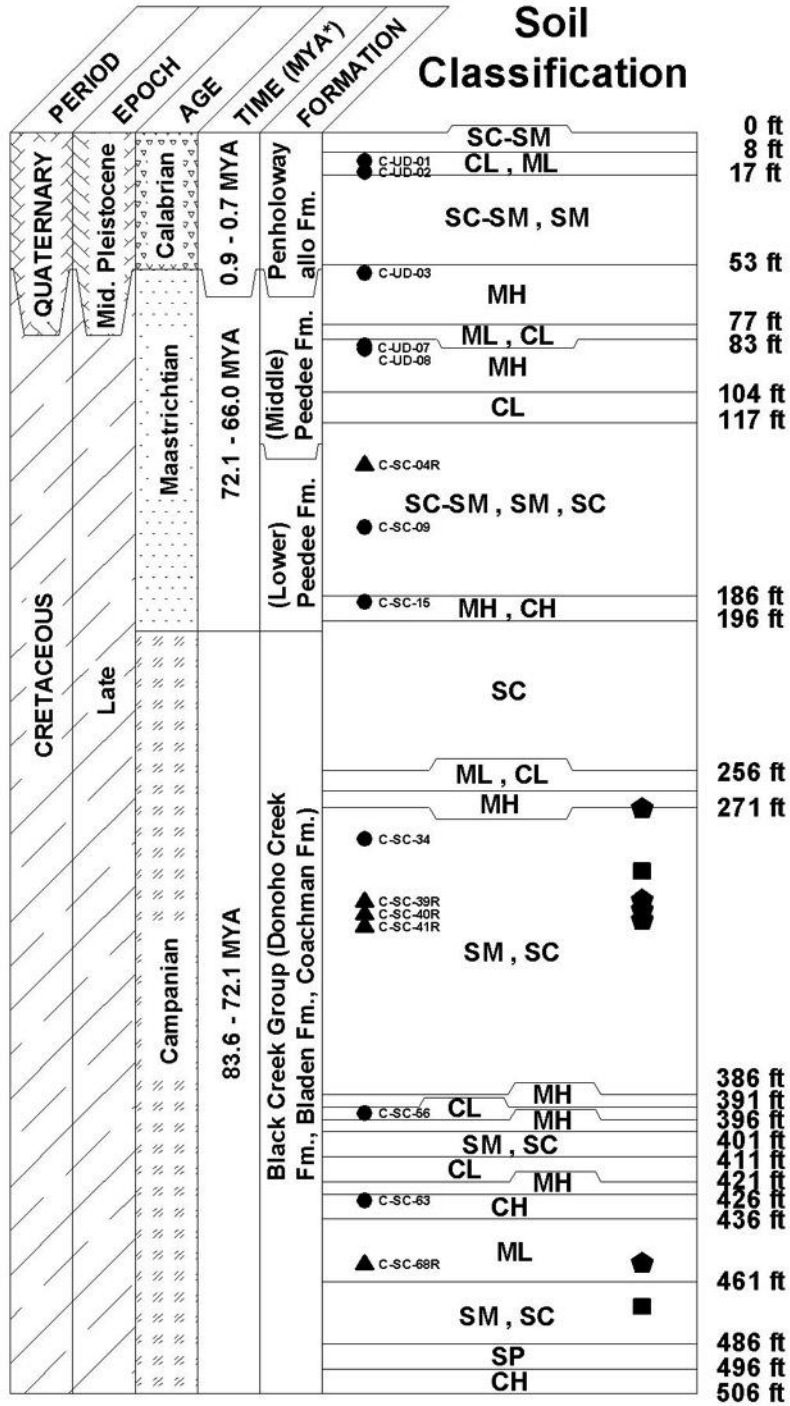 Soil
Classification
PERIOD
EPOCH
AGE
TIME (MYA*)
FORMATION
QUATERNARY
CRETACEOUS
Mid. Pleistocene
Late
Calabrian
Maastrichtian
Campanian
0.9 - 0.7 MYA
72.1 - 66.0 MYA
83.6 - 72.1 MYA
Penholoway
allo Fm.
(Middle)
Peedee Fm.
(Lower)
Peedee Fm.
Black Creek Group (Donoho Creek
Fm., Bladen Fm., Coachman Fm.)
SC-SM
C-UD-01
C-UD-02
CL , ML
SC-SM , SM
C-UD-03
MH
ML , CL
C-UD-07
C-UD-08
MH
CL
C-SC-04R
SC-SM , SM , SC
C-SC-09
C-SC-15
MH , CH
SC
ML , CL
MH
C-SC-34
C-SC-39R
C-SC-40R
C-SC-41R
SM , SC
MH
CL
C-SC-56
MH
SM , SC
CL
MH
C-SC-63
CH
ML
C-SC-68R
SM , SC
SP
CH
0 ft
8 ft
17 ft
53 ft
77 ft
83 ft
104 ft
117 ft
186 ft
196 ft
256 ft
271 ft
386 ft
391 ft
396 ft
401 ft
411 ft
421 ft
426 ft
436 ft
461 ft
486 ft
496 ft
506 ft